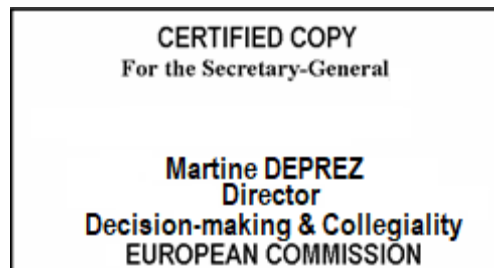 CERTIFIED COPY
For the Secretary-General
Martine DEPREZ
Director
Decision-making & Collegiality
EUROPEAN COMMISSION